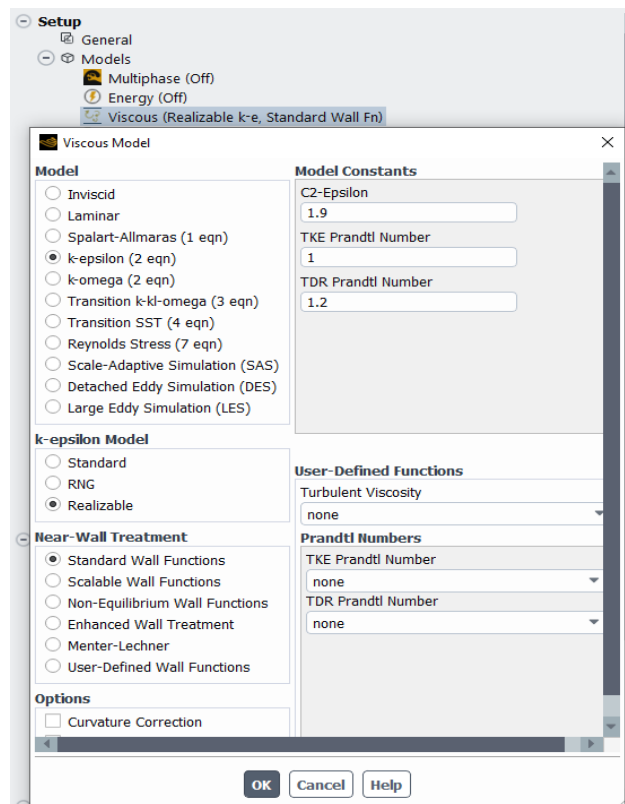 Setup
General
Models
Multiphase (Off)
Energy (Off)
Viscous (Realizable k-e, Standard Wall Fn)
Viscous Model
Model
Inviscid
Laminar
Spalart-Allmaras (1 eqn)
k-epsilon (2 eqn)
k-omega (2 eqn)
Transition k-kl-omega (3 eqn)
Transition SST (4 eqn)
Reynolds Stress (7 eqn)
Scale-Adaptive Simulation (SAS)
Detached Eddy Simulation (DES)
Large Eddy Simulation (LES)
k-epsilon Model
Standard
RNG
Realizable
Near-Wall Treatment
Standard Wall Functions
Scalable Wall Functions
Non-Equilibrium Wall Functions
Enhanced Wall Treatment
Menter-Lechner
User-Defined Wall Functions
Options
Curvature Correction
Model Constants
C2-Epsilon
1.9
TKE Prandtl Number
1
TDR Prandtl Number
1.2
User-Defined Functions
Turbulent Viscosity
none
Prandtl Numbers
TKE Prandtl Number
none
TDR Prandtl Number
none
OK
Cancel
Help